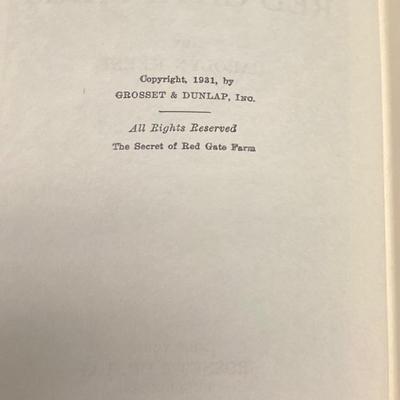 Copyright, 1931, by
GROSSET & DUNLAP, INC.
All Rights Reserved
The Secret of Red Gate Farm